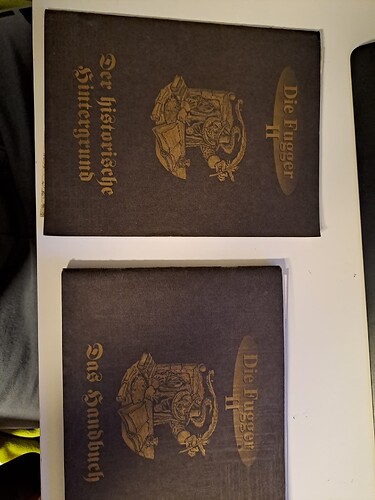 Die Fugger
II
Der historische
Hintergrund
Die Fugger
II
Das Handbuch